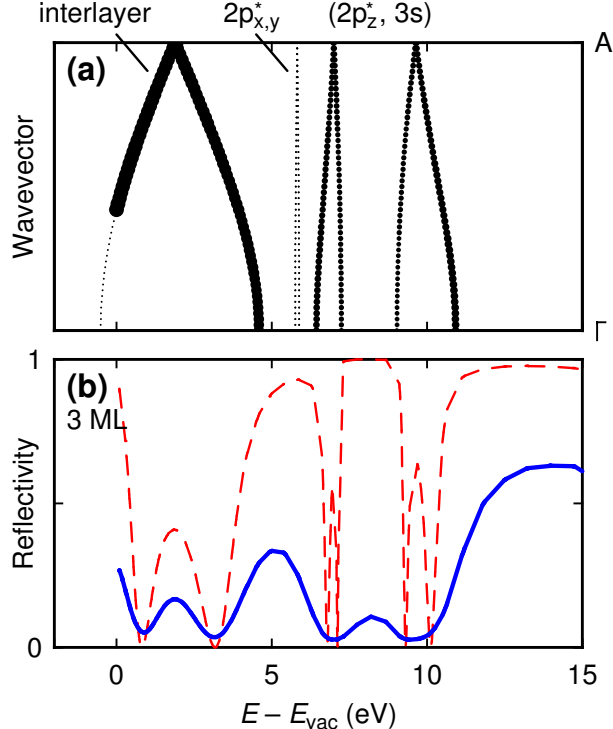 interlayer 2p*x,y (2p*z, 3s)
(a) A
Wavevector
Γ
1
(b)
3 ML
Reflectivity
0
0 5 10 15
E – Evac (eV)